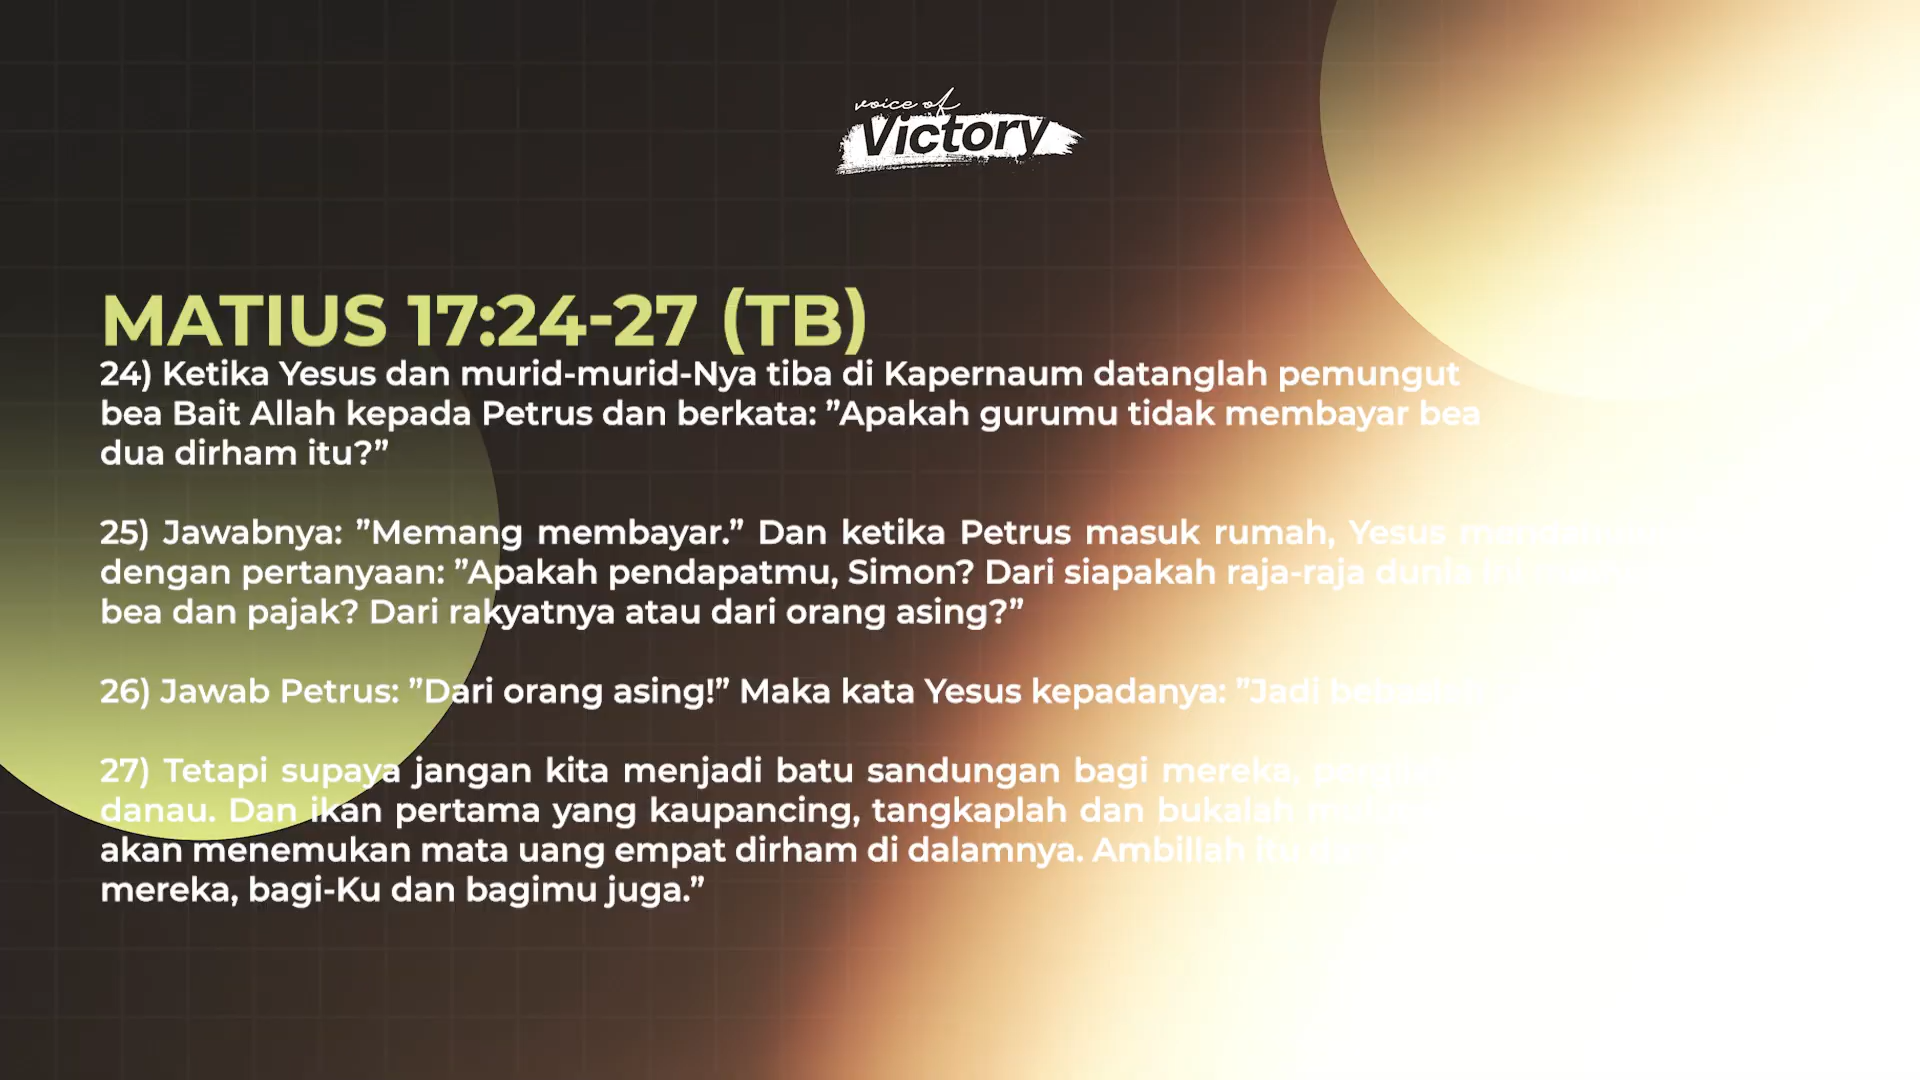 voice of
Victory
MATIUS 17:24-27 (TB)
24) Ketika Yesus dan murid-murid-Nya tiba di Kapernaum datanglah pemungut
bea Bait Allah kepada Petrus dan berkata: ”Apakah gurumu tidak membayar bea
dua dirham itu?”
25) Jawabnya: ”Memang membayar.” Dan ketika Petrus masuk rumah, Yesus
dengan pertanyaan: ”Apakah pendapatmu, Simon? Dari siapakah raja-raja dunia ini
bea dan pajak? Dari rakyatnya atau dari orang asing?”
26) Jawab Petrus: ”Dari orang asing!” Maka kata Yesus kepadanya: ”Jadi
27) Tetapi supaya jangan kita menjadi batu sandungan bagi mereka,
danau. Dan ikan pertama yang kaupancing, tangkaplah dan bukalah
akan menemukan mata uang empat dirham di dalamnya. Ambillah itu
mereka, bagi-Ku dan bagimu juga.”